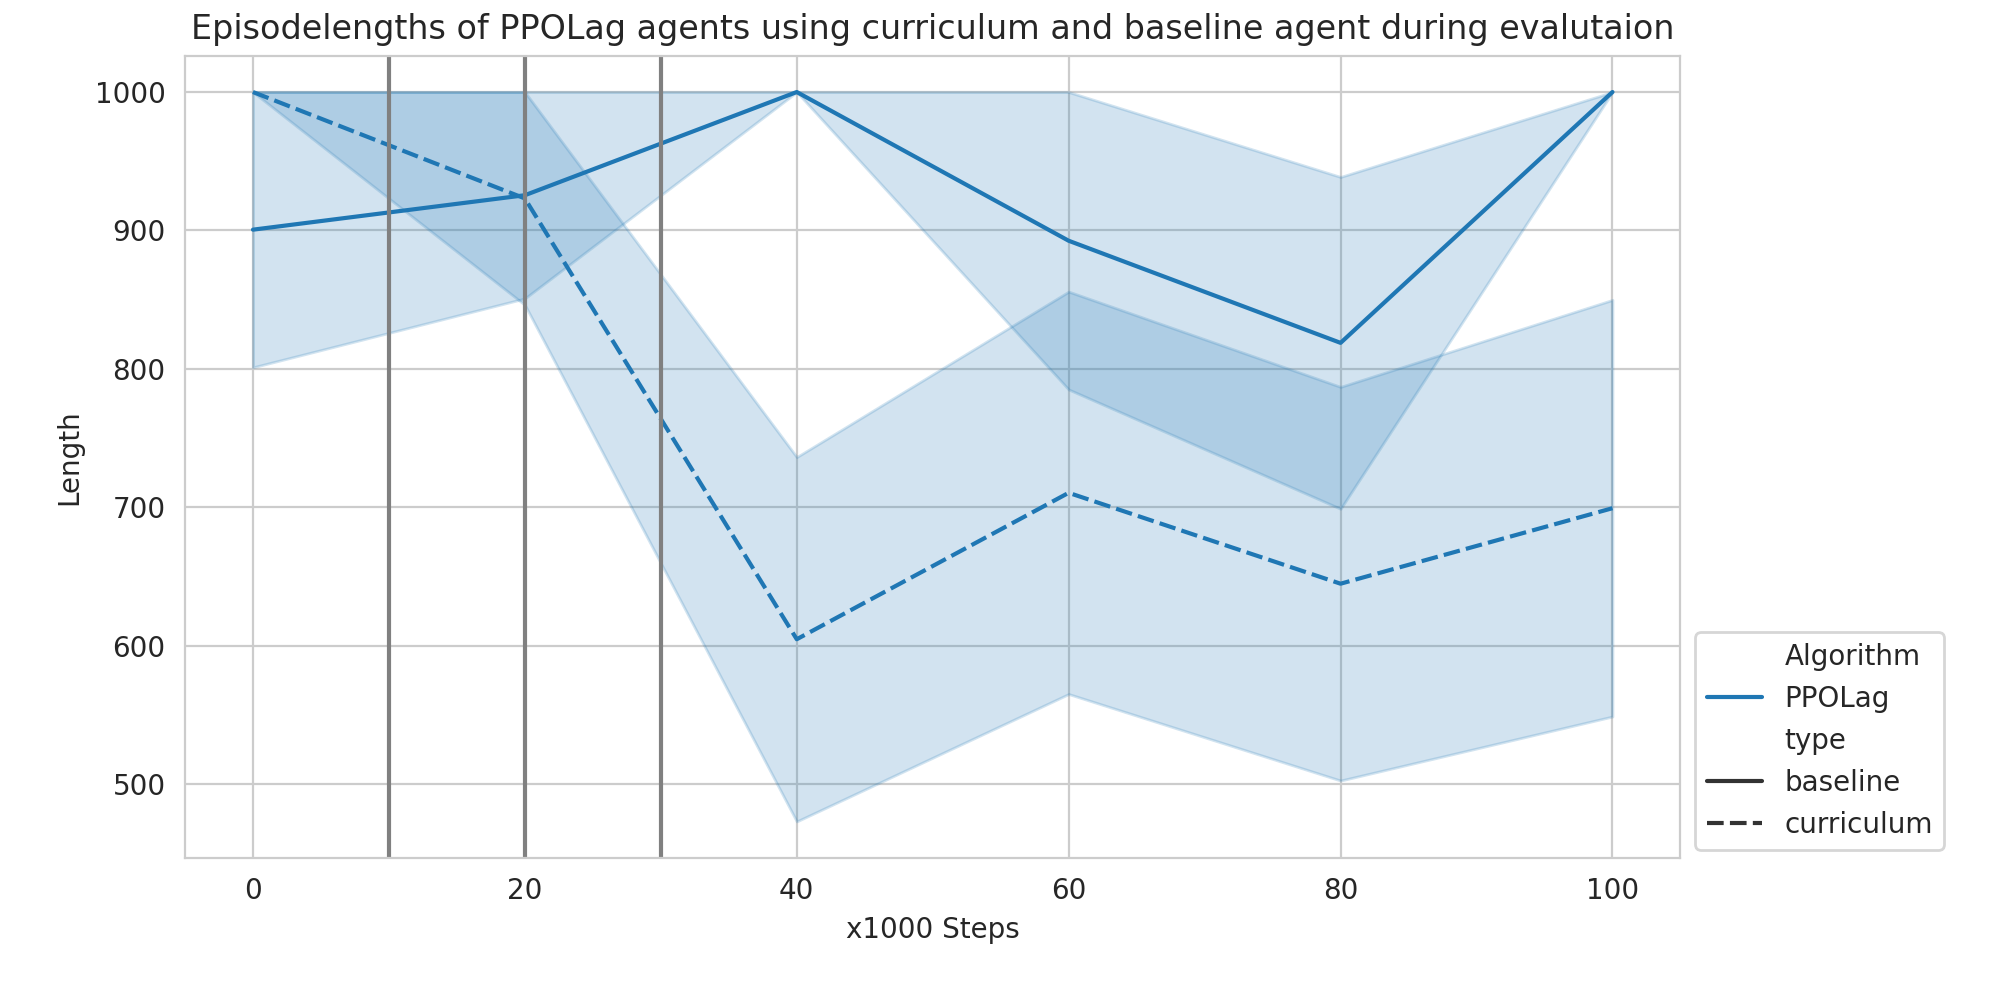 Episodelengths of PPOLag agents using curriculum and baseline agent during evalutaion
1000
900
800
700
600
500
Length
0 20 40 60 80 100
x1000 Steps
Algorithm
PPOLag
type
baseline
curriculum